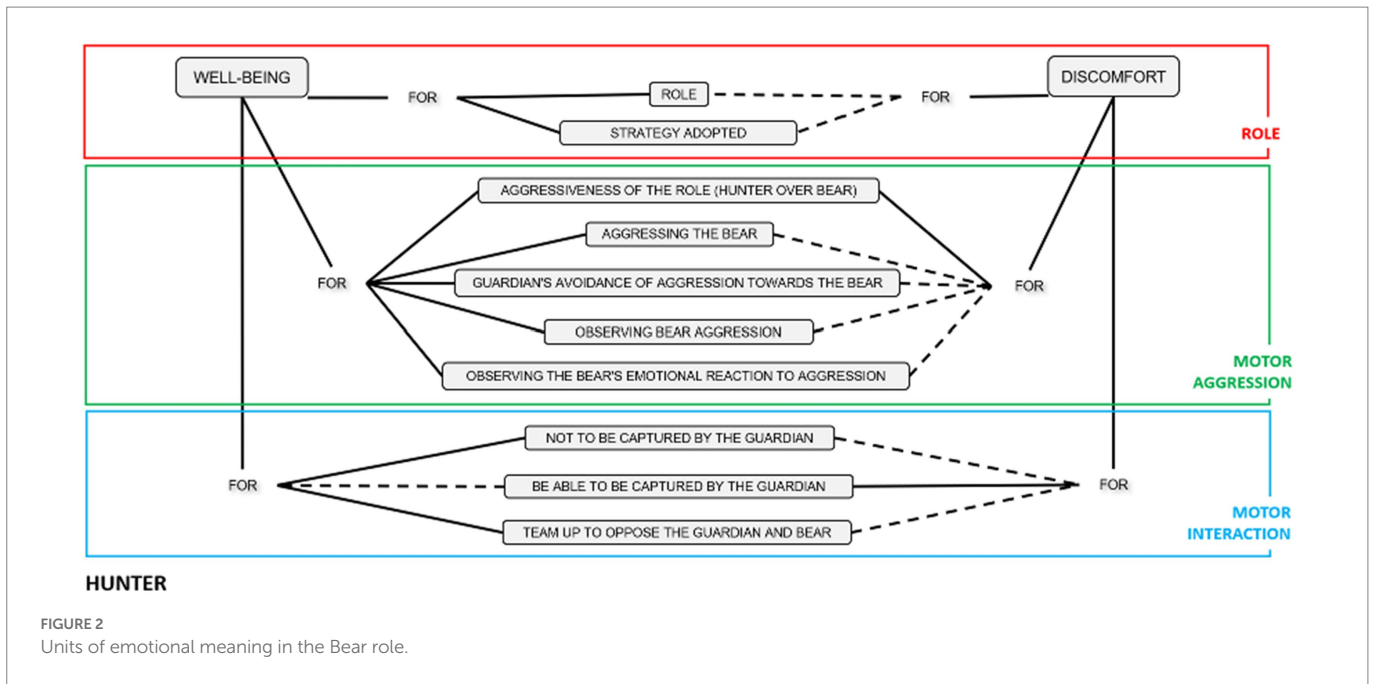 WELL-BEING
DISCOMFORT
FOR
ROLE
FOR
STRATEGY ADOPTED
ROLE
AGGRESSIVENESS OF THE ROLE (HUNTER OVER BEAR)
AGGRESSING THE BEAR
FOR
GUARDIAN'S AVOIDANCE OF AGGRESSION TOWARDS THE BEAR
FOR
OBSERVING BEAR AGGRESSION
OBSERVING THE BEAR'S EMOTIONAL REACTION TO AGGRESSION
MOTOR
AGGRESSION
NOT TO BE CAPTURED BY THE GUARDIAN
FOR
BE ABLE TO BE CAPTURED BY THE GUARDIAN
FOR
TEAM UP TO OPPOSE THE GUARDIAN AND BEAR
MOTOR
INTERACTION
HUNTER
FIGURE 2
Units of emotional meaning in the Bear role.